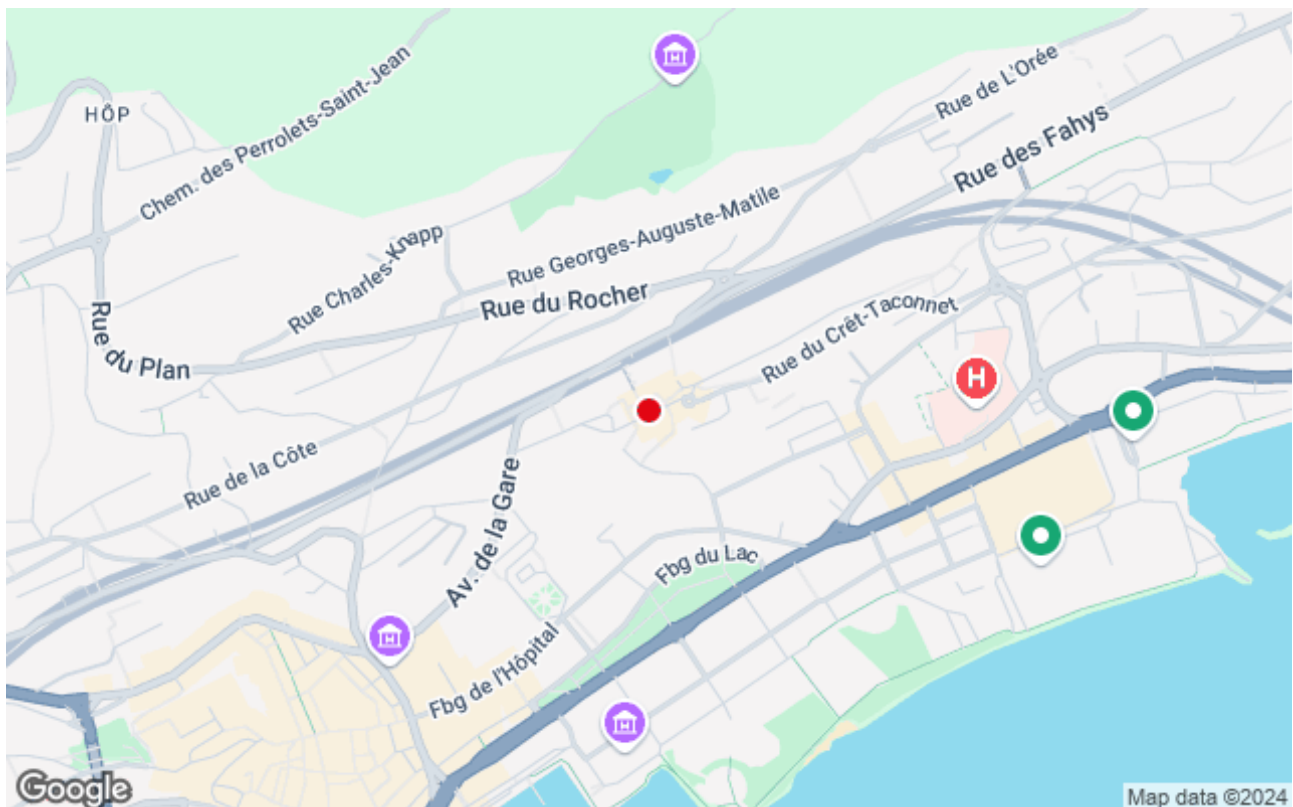 HÔP
Chem. des Perrolets-Saint-Jean
Rue de L'Orée
Rue des Fahys
Rue Georges-Auguste-Matile
Rue Charles-Knapp
Rue du Rocher
Rue du Plan
Rue du Crêt-Taconnet
H
Rue de la Côte
Av. de la Gare
Fbg du Lac
Fbg de l'Hôpital
Google
Map data ©2024